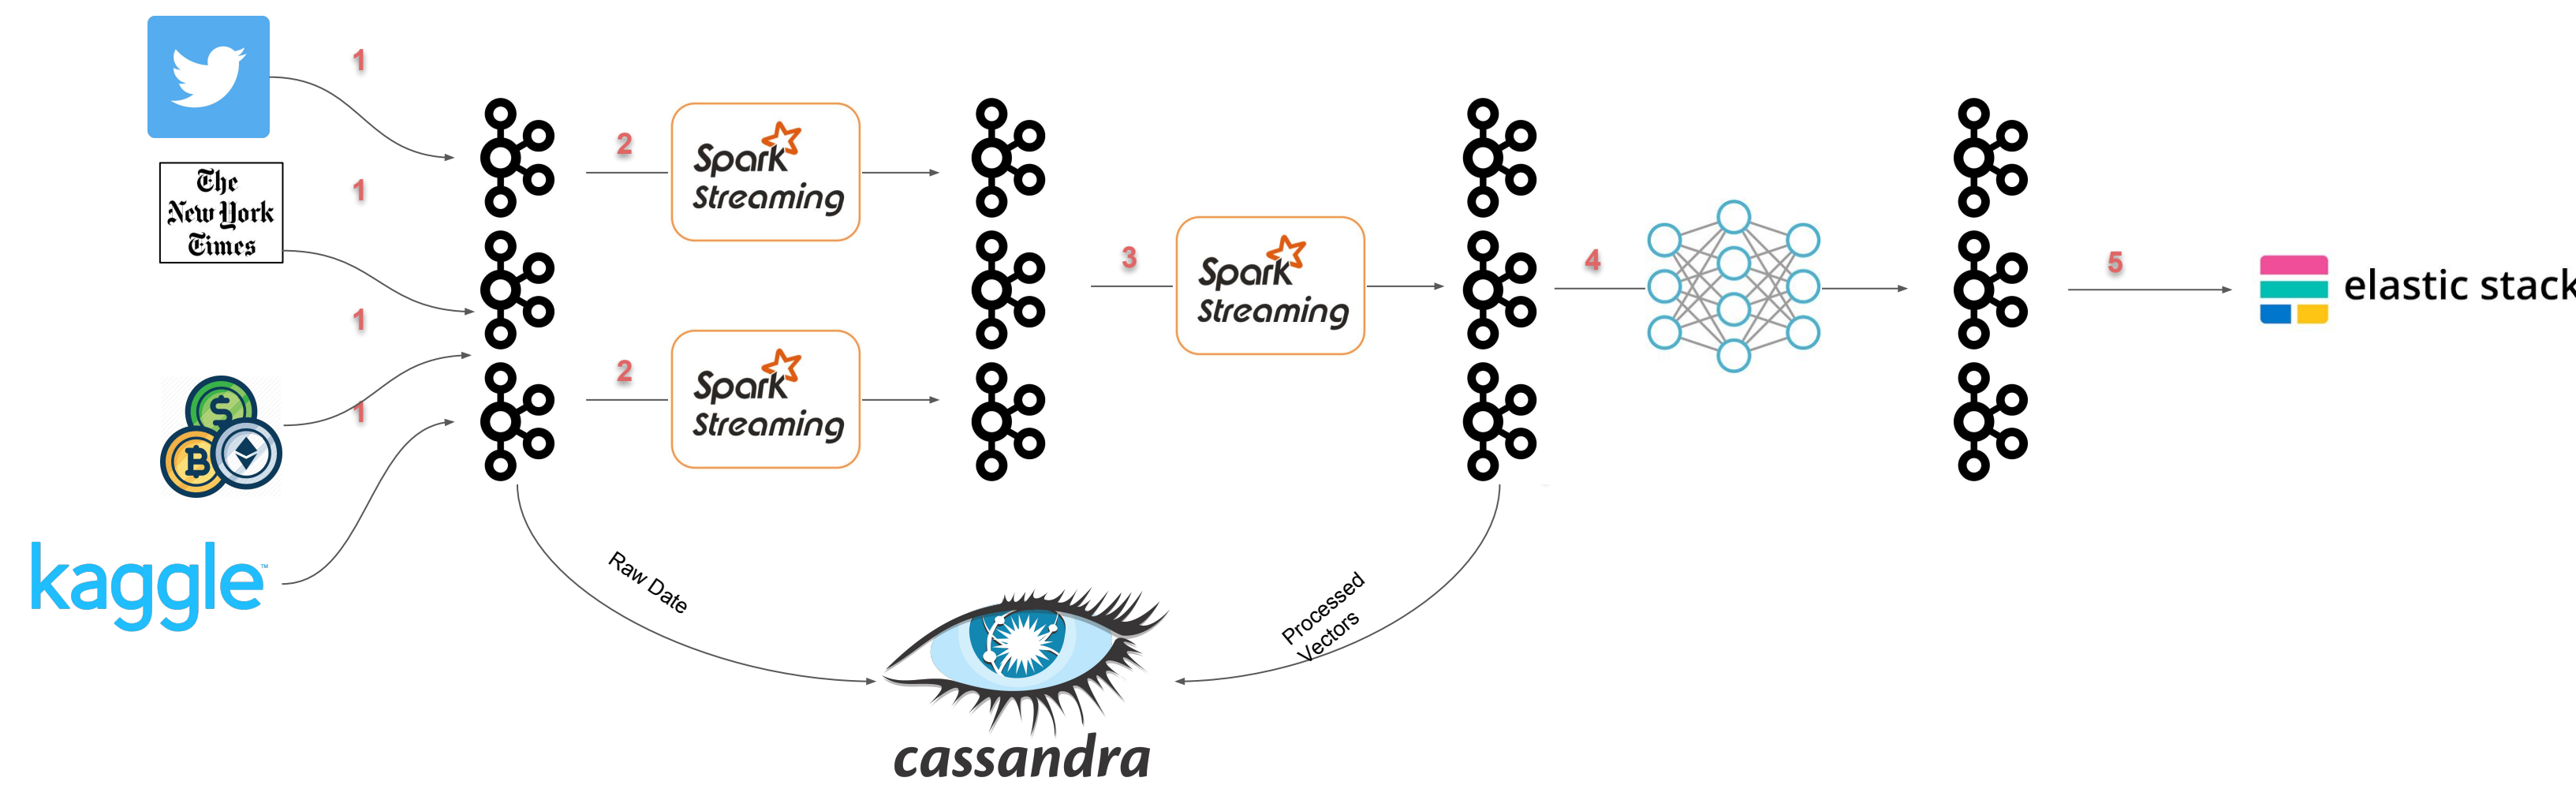 1
The
New York
Times
1
1
1
kaggle™
2
Spark
Streaming
2
Spark
Streaming
3
Spark
Streaming
4
5
elastic stack
Raw Date
Processed
Vectors
cassandra